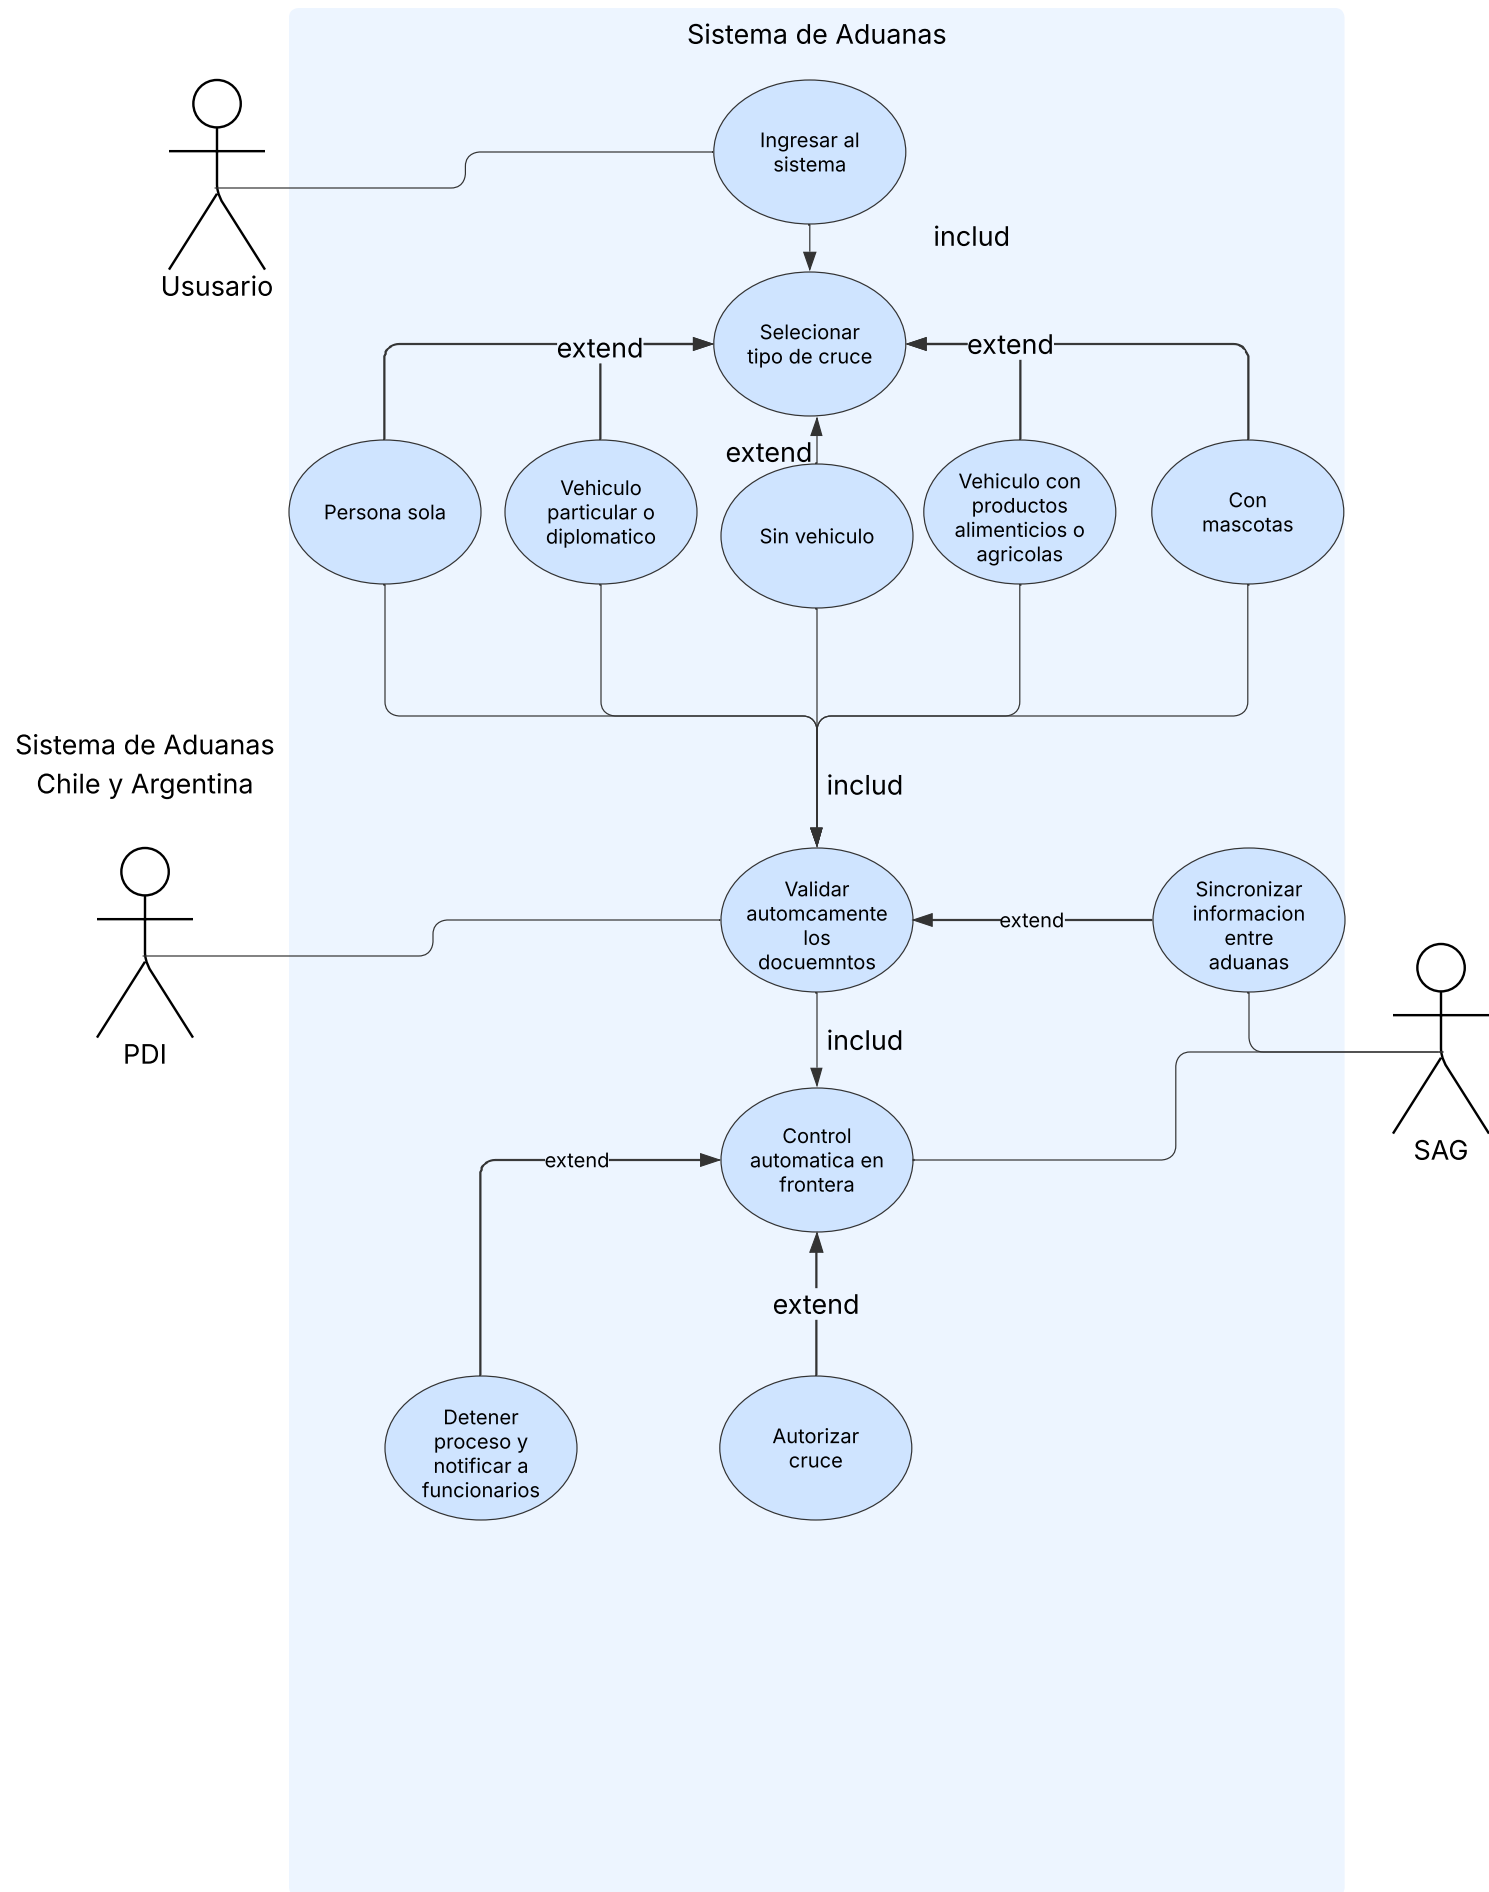 Sistema de Aduanas
Ingresar al
sistema
includ
Ususario
Selecionar
tipo de cruce
extend
extend
extend
Persona sola
Vehiculo
particular o
diplomatico
Sin vehiculo
Vehiculo con
productos
alimenticios o
agricolas
Con
mascotas
Sistema de Aduanas
Chile y Argentina
includ
Validar
automcamente
los
docuemntos
extend
Sincronizar
informacion
entre
aduanas
PDI
includ
Control
automatica en
frontera
SAG
extend
extend
Detener
proceso y
notificar a
funcionarios
Autorizar
cruce